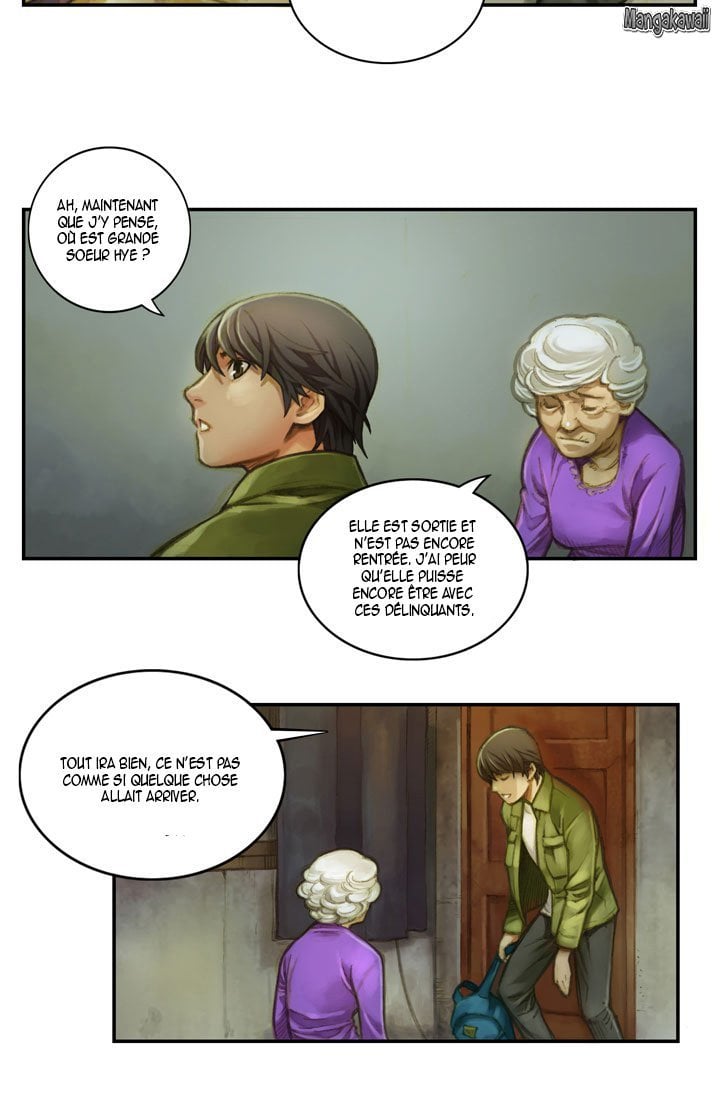 Mangakawaii
AH, MAINTENANT
QUE J'Y PENSE,
OÙ EST GRANDE
SOEUR HYE ?
ELLE EST SORTIE ET
N'EST PAS ENCORE
RENTRÉE. J'AI PEUR
QU'ELLE PUISSE
ENCORE ÊTRE AVEC
CES DÉLINQUANTS.
TOUT IRA BIEN, CE N'EST PAS
COMME SI QUELQUE CHOSE
ALLAIT ARRIVER.